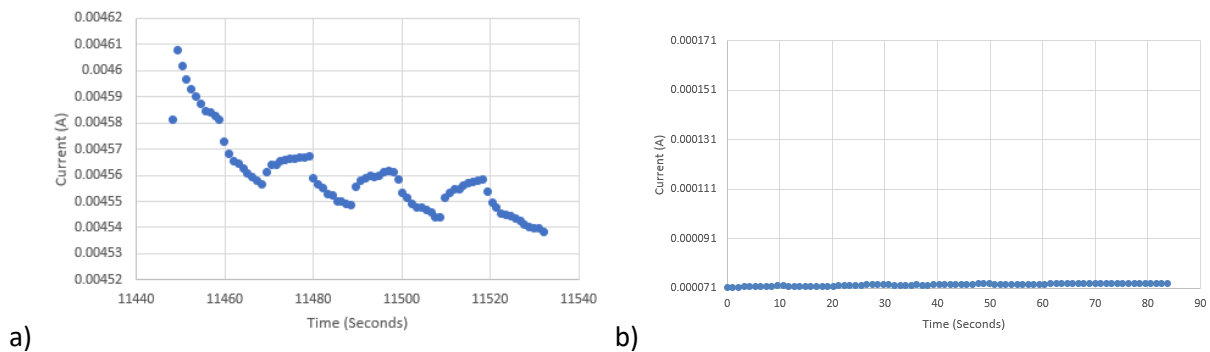 0.00462
0.00461
0.0046
0.00459
0.00458
0.00457
0.00456
0.00455
0.00454
0.00453
0.00452
Current (A)
11440 11460 11480 11500 11520 11540
Time (Seconds)
a)
0.000171
0.000151
0.000131
0.000111
0.000091
0.000071
Current (A)
0 10 20 30 40 50 60 70 80 90
Time (Seconds)
b)